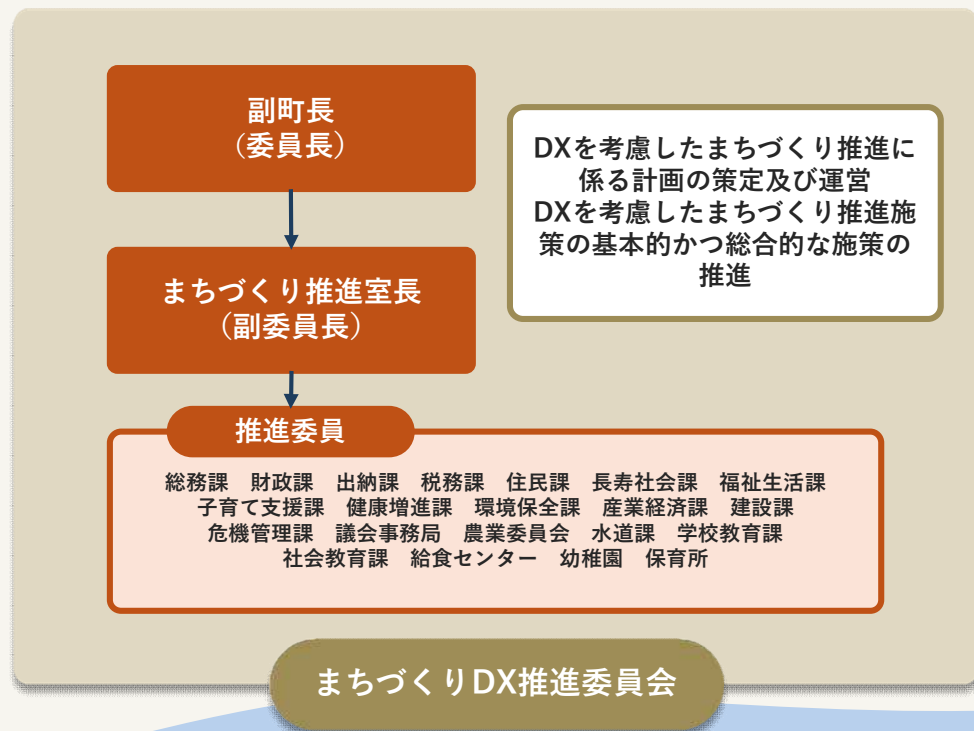 副町長
（委員長）
DXを考慮したまちづくり推進に
係る計画の策定及び運営
DXを考慮したまちづくり推進施
策の基本的かつ総合的な施策の
推進
まちづくり推進室長
（副委員長）
推進委員
総務課　財政課　出納課　税務課　住民課　長寿社会課　福祉生活課
子育て支援課　健康増進課　環境保全課　産業経済課　建設課
危機管理課　議会事務局　農業委員会　水道課　学校教育課
社会教育課　給食センター　幼稚園　保育所
まちづくりDX推進委員会